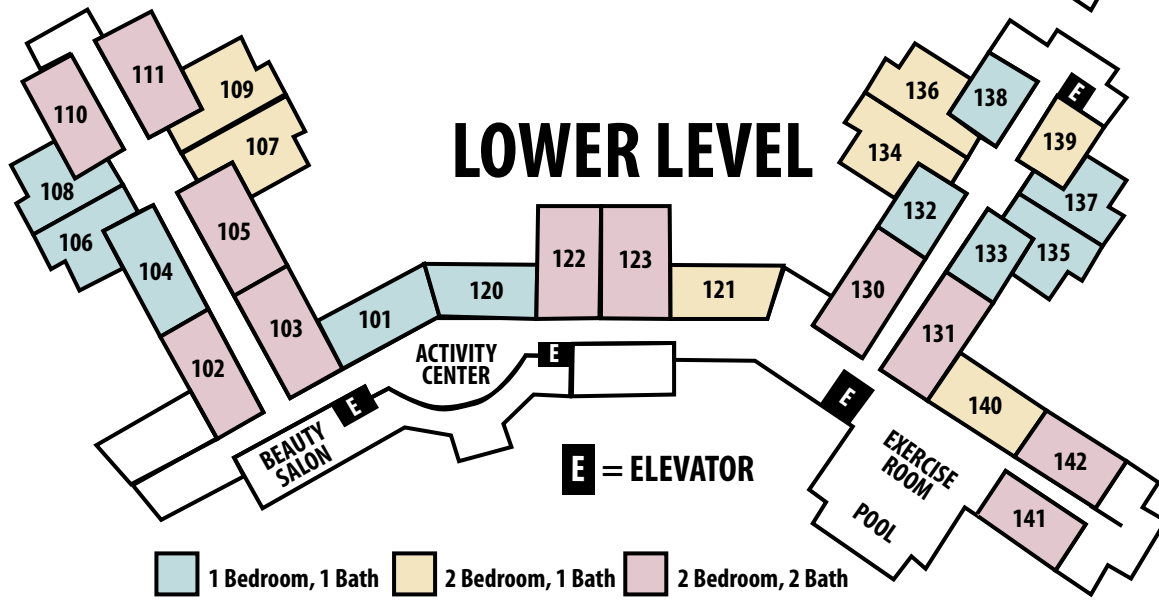 LOWER LEVEL
111
110
109
107
108
106
105
104
103
102
101
120
122
123
121
136
138
E
139
134
137
132
133
135
130
131
140
142
141
ACTIVITY
CENTER
E
E
E
BEAUTY
SALON
EXERCISE
ROOM
POOL
E = ELEVATOR
1 Bedroom, 1 Bath
2 Bedroom, 1 Bath
2 Bedroom, 2 Bath